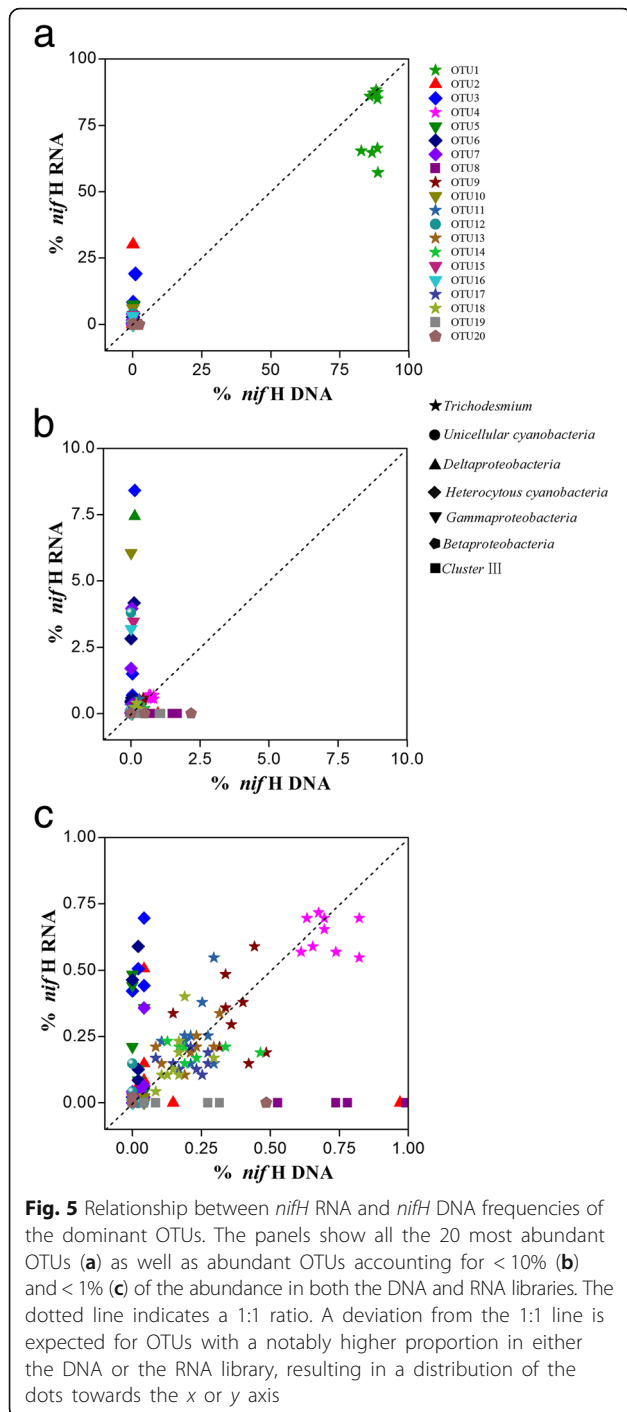 a
100
75
50
25
0
% nif H RNA
0 25 50 75 100
% nif H DNA
OTU1
OTU2
OTU3
OTU4
OTU5
OTU6
OTU7
OTU8
OTU9
OTU10
OTU11
OTU12
OTU13
OTU14
OTU15
OTU16
OTU17
OTU18
OTU19
OTU20
Trichodesmium
Unicellular cyanobacteria
Deltaproteobacteria
Heterocytous cyanobacteria
Gammaproteobacteria
Betaproteobacteria
Cluster III
b
10.0
7.5
5.0
2.5
0.0
% nif H RNA
0.0 2.5 5.0 7.5 10.0
% nif H DNA
c
1.00
0.75
0.50
0.25
0.00
% nif H RNA
0.00 0.25 0.50 0.75 1.00
% nif H DNA
Fig. 5 Relationship between nifH RNA and nifH DNA frequencies of
the dominant OTUs. The panels show all the 20 most abundant
OTUs (a) as well as abundant OTUs accounting for < 10% (b)
and < 1% (c) of the abundance in both the DNA and RNA libraries. The
dotted line indicates a 1:1 ratio. A deviation from the 1:1 line is
expected for OTUs with a notably higher proportion in either
the DNA or the RNA library, resulting in a distribution of the
dots towards the x or y axis